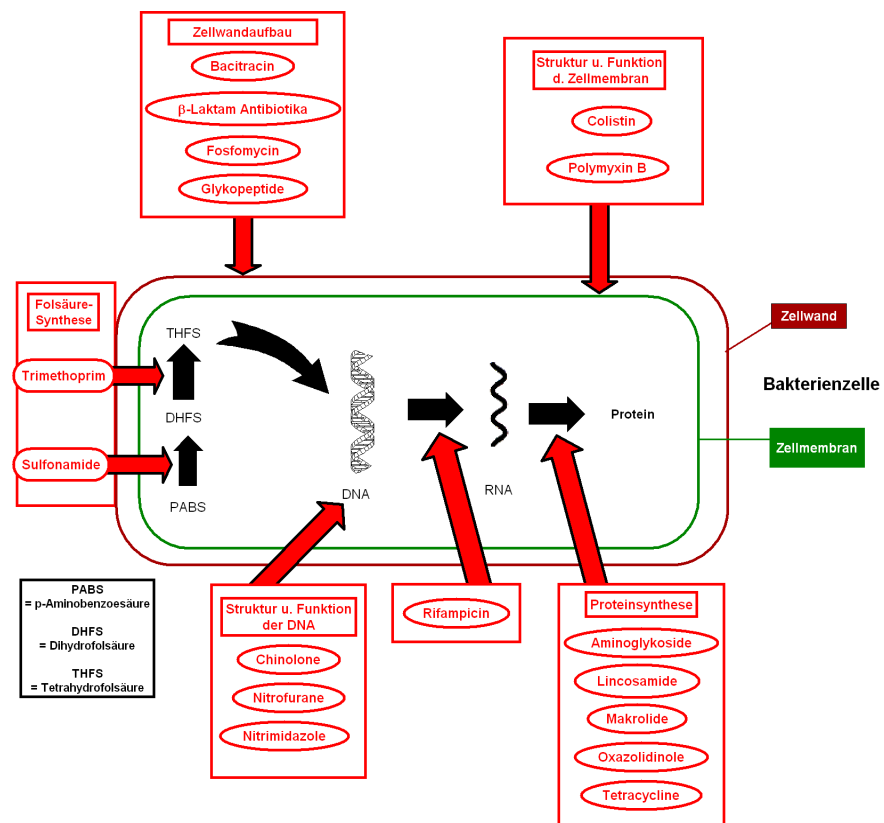 Zellwandaufbau
Bacitracin
β-Laktam Antibiotika
Fosfomycin
Glykopeptide
Struktur u. Funktion
d. Zellmembran
Colistin
Polymyxin B
Folsäure-
Synthese
Trimethoprim
Sulfonamide
THFS
DHFS
PABS
DNA
RNA
Protein
Zellwand
Bakterienzelle
Zellmembran
PABS
= p-Aminobenzoesäure
DHFS
= Dihydrofolsäure
THFS
= Tetrahydrofolsäure
Struktur u. Funktion
der DNA
Chinolone
Nitrofurane
Nitrimidazole
Rifampicin
Proteinsynthese
Aminoglykoside
Lincosamide
Makrolide
Oxazolidinole
Tetracycline